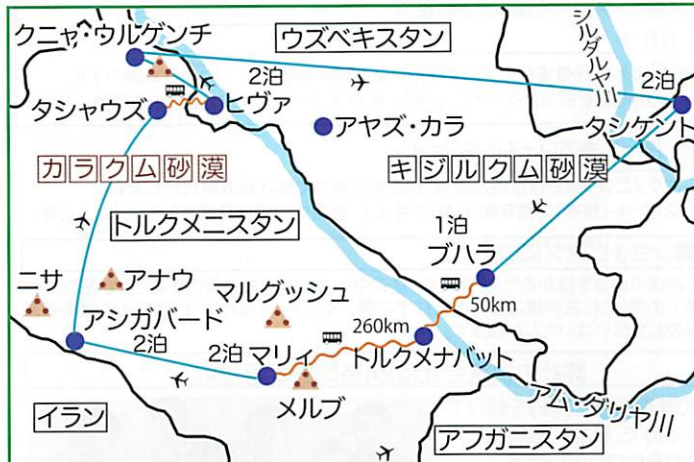 クニャ・ウルゲンチ
ウズベキスタン
シルダルヤ川
2泊
2泊
タシャウズ
ヒヴァ
アヤズ・カラ
タシケント
カラクム砂漠
キジルクム砂漠
トルクメニスタン
1泊
ブハラ
ニサ
アナウ
マルグッシュ
50km
アシガバード
260km
2泊
2泊
マリィ
トルクメナバット
メルブ
アム・ダリヤ川
イラン
アフガニスタン